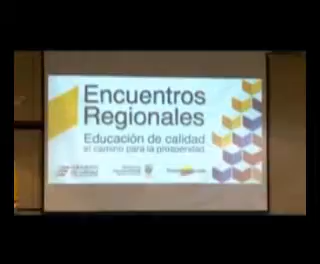 Encuentros
Regionales
Educación de calidad
el camino para la prosperidad